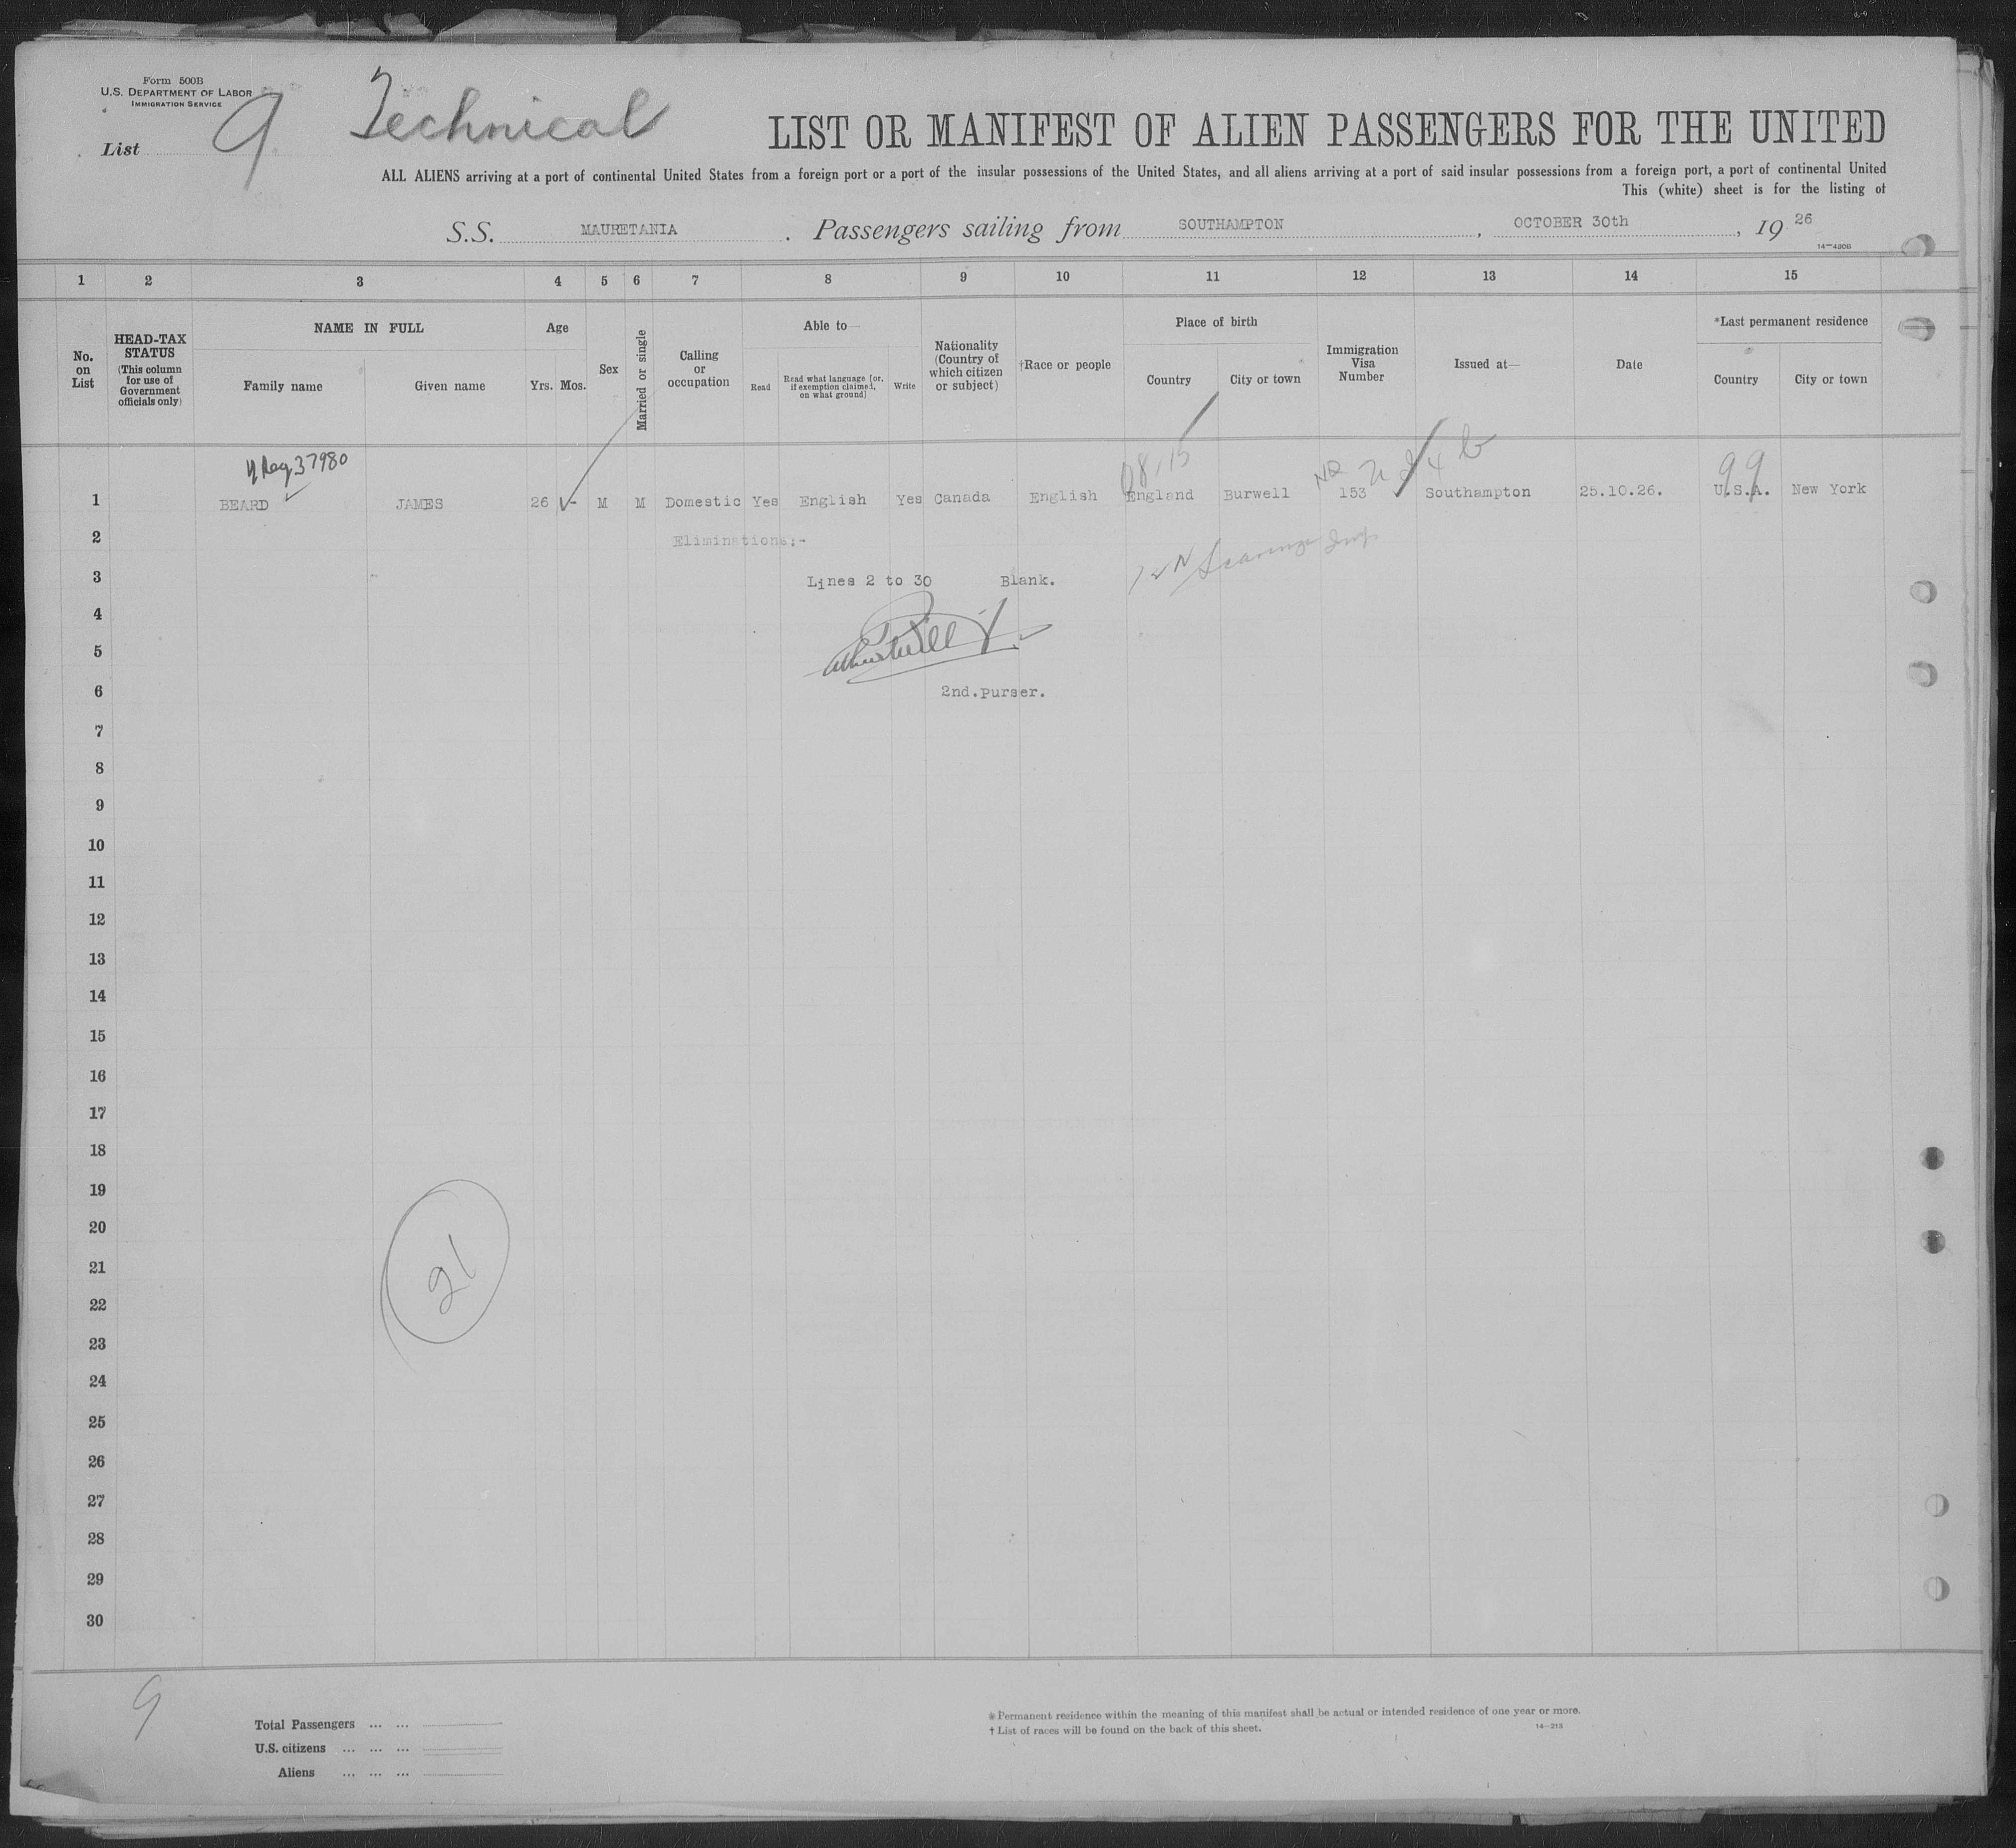 Form 500B
U.S. DEPARTMENT OF LABOR
IMMIGRATION SERVICE
List 9 Technical
LIST OR MANIFEST OF ALIEN PASSENGERS FOR THE UNITED
ALL ALIENS arriving at a port of continental United States from a foreign port or a port of the insular possessions of the United States, and all aliens arriving at a port of said insular possessions from a foreign port, a port of continental United
This (white) sheet is for the listing of
S.S. MAURETANIA . Passengers sailing from SOUTHAMPTON , OCTOBER 30th , 19 26
14—430B
1 2 3 4 5 6 7 8 9 10 11 12 13 14 15
No. on List
HEAD-TAX STATUS (This column for use of Government officials only)
NAME IN FULL
Family name Given name
Age
Yrs. Mos.
Sex
Married or single
Calling or occupation
Able to—
Read Read what language [or, if exemption claimed, on what ground] Write
Nationality (Country of which citizen or subject)
†Race or people
Place of birth
Country City or town
Immigration Visa Number
Issued at—
Date
*Last permanent residence
Country City or town
37980 08,15 99
1 BEARD JAMES 26 - M M Domestic Yes English Yes Canada English England Burwell 153 Southampton 25.10.26. U.S.A. New York
2 Eliminations:-
3 Lines 2 to 30 Blank.
4
5
6 2nd.purser.
7
8
9
10
11
12
13
14
15
16
17
18
19
20
21
22
23
24
25
26
27
28
29
30
21
9
Total Passengers ... ...
U.S. citizens ... ... ...
Aliens ... ... ...
* Permanent residence within the meaning of this manifest shall be actual or intended residence of one year or more.
† List of races will be found on the back of this sheet.
14—213